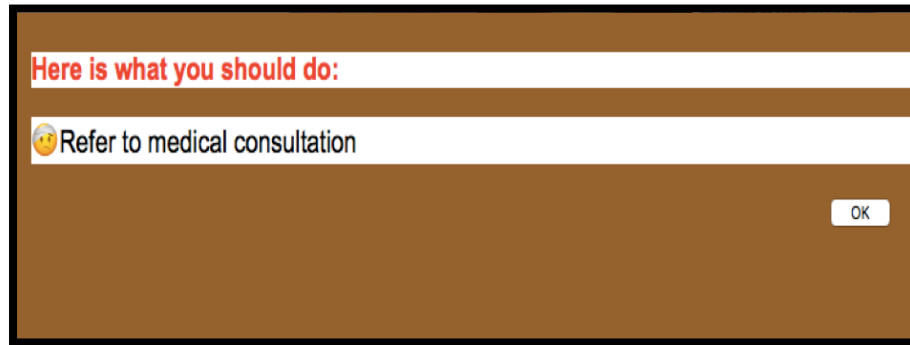 Here is what you should do:
🤕Refer to medical consultation
OK